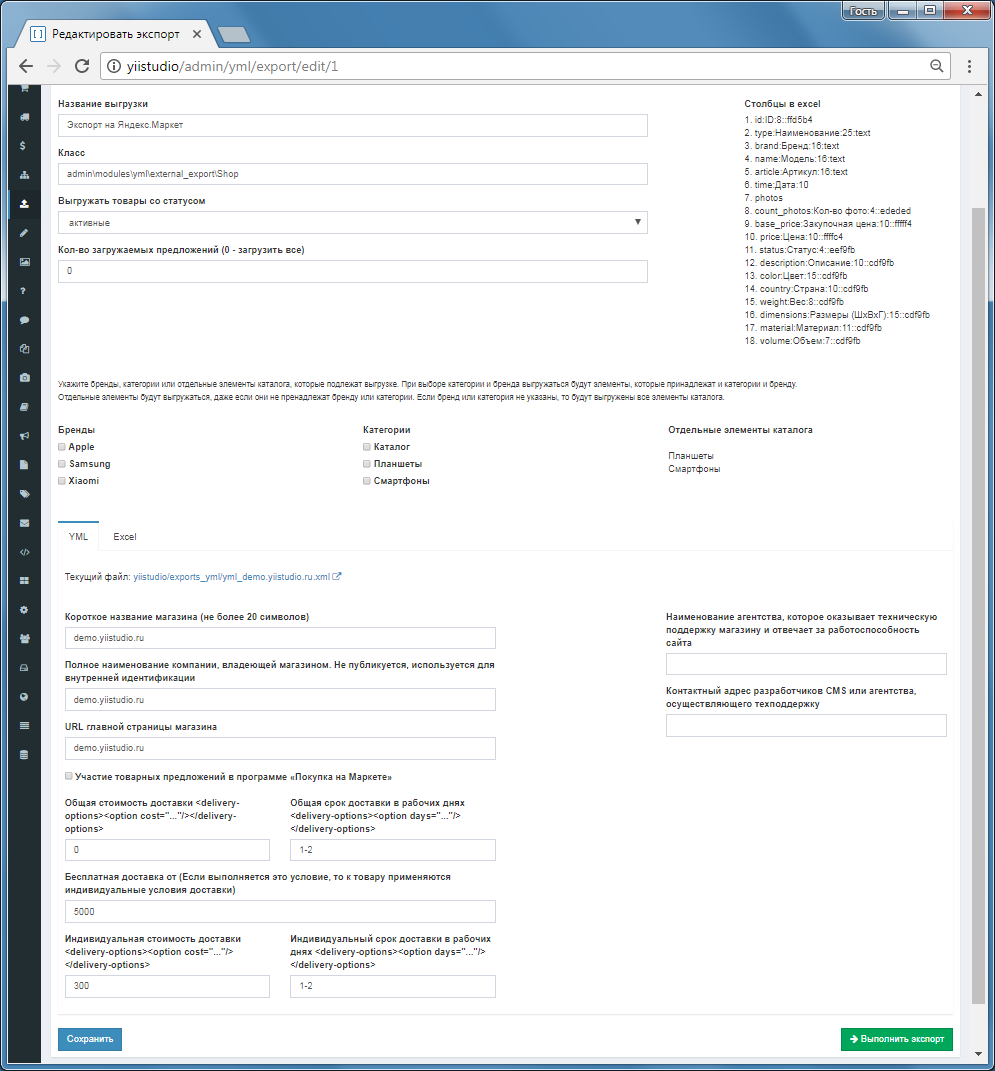 Гость
Редактировать экспорт
yiistudio/admin/yml/export/edit/1
Название выгрузки
Экспорт на Яндекс.Маркет
Класс
admin\modules\yml\external_export\Shop
Выгружать товары со статусом
активные
Кол-во загружаемых предложений (0 - загрузить все)
0
Столбцы в excel
1. id:ID:8::ffd5b4
2. type:Наименование:25:text
3. brand:Бренд:16:text
4. name:Модель:16:text
5. article:Артикул:16:text
6. time:Дата:10
7. photos
8. count_photos:Кол-во фото:4::ededed
9. base_price:Закупочная цена:10::fffff4
10. price:Цена:10::ffffc4
11. status:Статус:4::eef9fb
12. description:Описание:10::cdf9fb
13. color:Цвет:15::cdf9fb
14. country:Страна:10::cdf9fb
15. weight:Вес:8::cdf9fb
16. dimensions:Размеры (ШхВхГ):15::cdf9fb
17. material:Материал:11::cdf9fb
18. volume:Объем:7::cdf9fb
Укажите бренды, категории или отдельные элементы каталога, которые подлежат выгрузке. При выборе категории и бренда выгружаться будут элементы, которые принадлежат и категории и бренду.
Отдельные элементы будут выгружаться, даже если они не пренадлежат бренду или категории. Если бренд или категория не указаны, то будут выгружены все элементы каталога.
Бренды
Apple
Samsung
Xiaomi
Категории
Каталог
Планшеты
Смартфоны
Отдельные элементы каталога
Планшеты
Смартфоны
YML Excel
Текущий файл: yiistudio/exports_yml/yml_demo.yiistudio.ru.xml
Короткое название магазина (не более 20 символов)
demo.yiistudio.ru
Полное наименование компании, владеющей магазином. Не публикуется, используется для
внутренней идентификации
demo.yiistudio.ru
URL главной страницы магазина
demo.yiistudio.ru
Участие товарных предложений в программе «Покупка на Маркете»
Общая стоимость доставки <delivery-
options><option cost="..."/></delivery-
options>
0
Общая срок доставки в рабочих днях
<delivery-options><option days="..."/>
</delivery-options>
1-2
Бесплатная доставка от (Если выполняется это условие, то к товару применяются
индивидуальные условия доставки)
5000
Индивидуальная стоимость доставки
<delivery-options><option cost="..."/>
</delivery-options>
300
Индивидуальный срок доставки в рабочих
днях <delivery-options><option days="..."/>
</delivery-options>
1-2
Наименование агентства, которое оказывает техническую
поддержку магазину и отвечает за работоспособность
сайта
Контактный адрес разработчиков CMS или агентства,
осуществляющего техподдержку
Сохранить
Выполнить экспорт